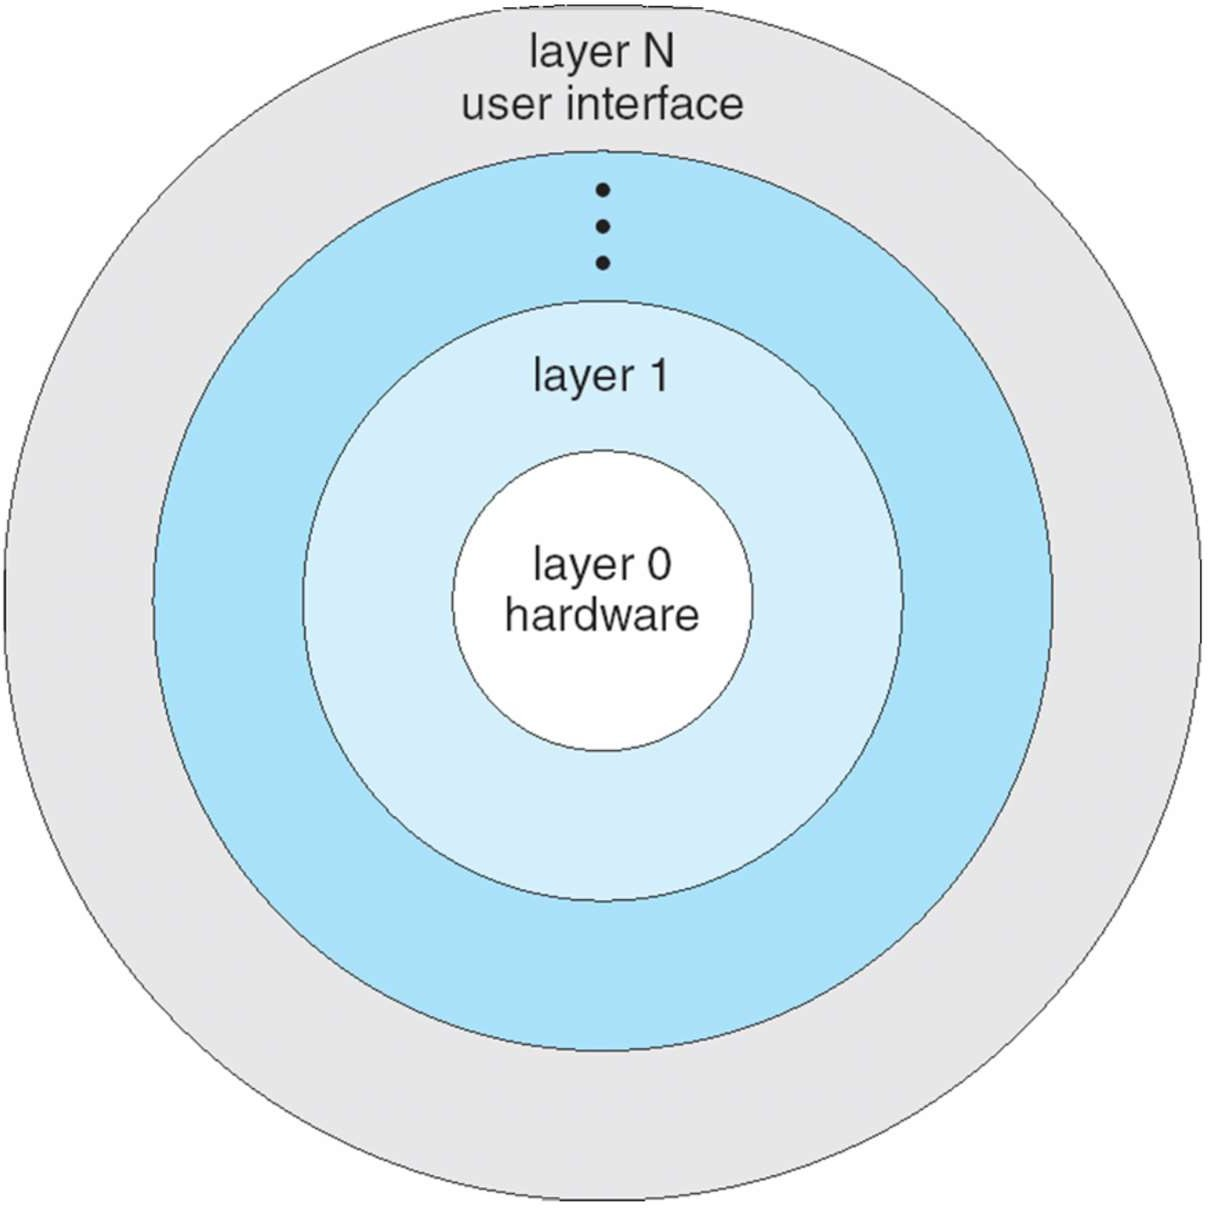 layer N
user interface
layer 1
layer 0
hardware